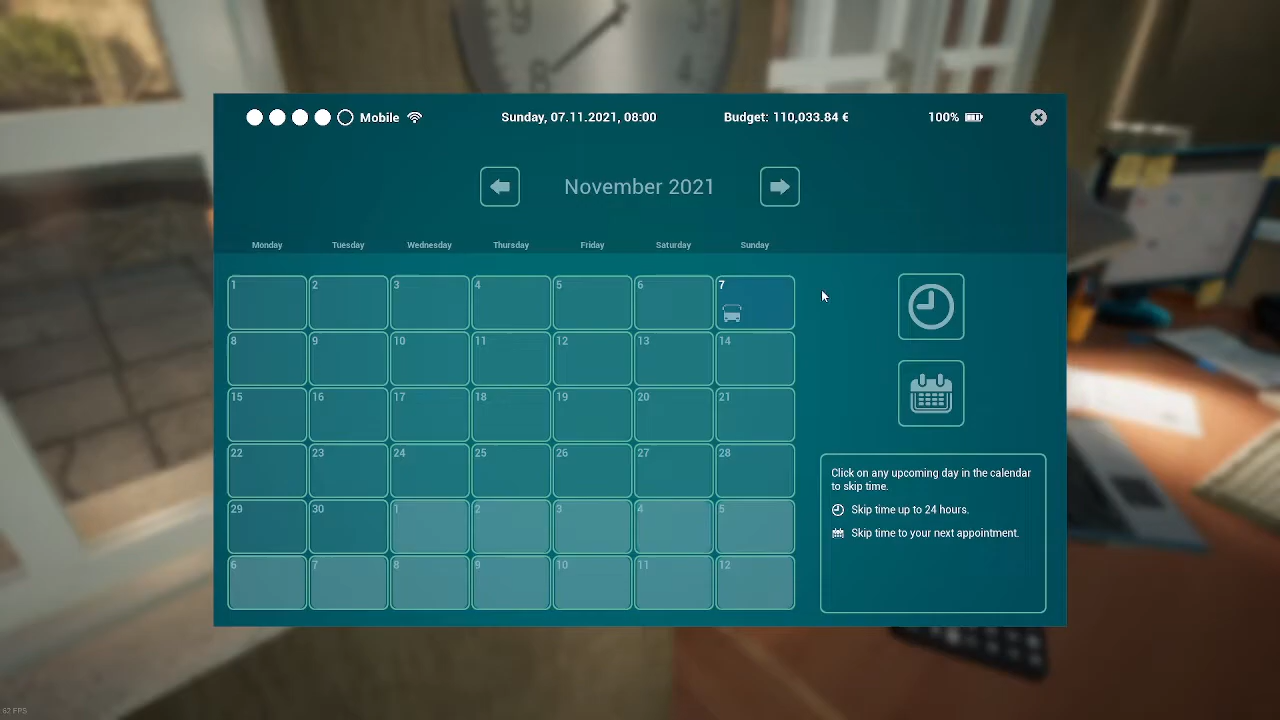 Mobile Sunday, 07.11.2021, 08:00 Budget: 110,033.84 € 100%
November 2021
Monday Tuesday Wednesday Thursday Friday Saturday Sunday
1 2 3 4 5 6 7
8 9 10 11 12 13 14
15 16 17 18 19 20 21
22 23 24 25 26 27 28
29 30 1 2 3 4 5
6 7 8 9 10 11 12
Click on any upcoming day in the calendar
to skip time.
Skip time up to 24 hours.
Skip time to your next appointment.
62 FPS